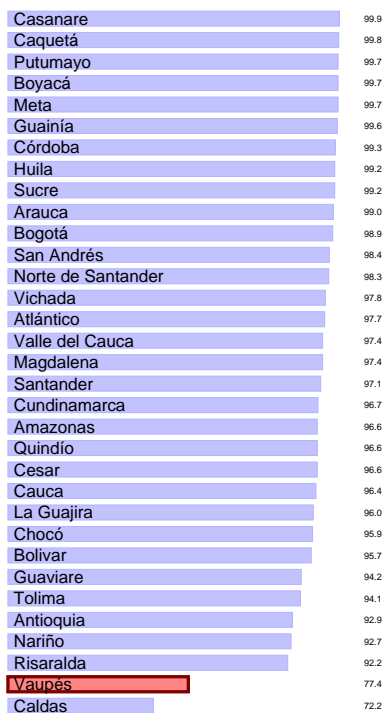 Casanare 99.9
Caquetá 99.8
Putumayo 99.7
Boyacá 99.7
Meta 99.7
Guainía 99.6
Córdoba 99.3
Huila 99.2
Sucre 99.2
Arauca 99.0
Bogotá 98.9
San Andrés 98.4
Norte de Santander 98.3
Vichada 97.8
Atlántico 97.7
Valle del Cauca 97.4
Magdalena 97.4
Santander 97.1
Cundinamarca 96.7
Amazonas 96.6
Quindío 96.6
Cesar 96.6
Cauca 96.4
La Guajira 96.0
Chocó 95.9
Bolivar 95.7
Guaviare 94.2
Tolima 94.1
Antioquia 92.9
Nariño 92.7
Risaralda 92.2
Vaupés 77.4
Caldas 72.2